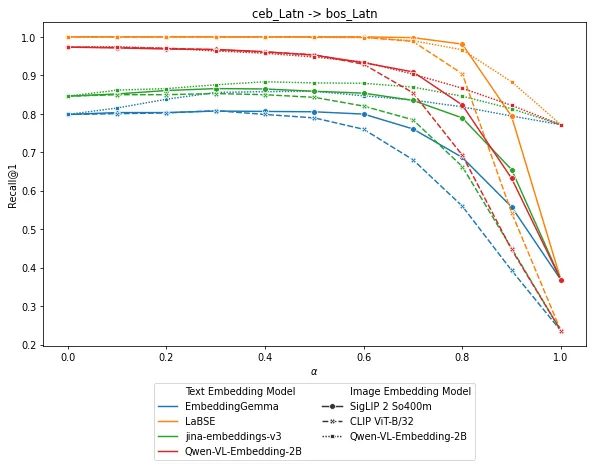 ceb_Latn -> bos_Latn
Recall@1
1.0
0.9
0.8
0.7
0.6
0.5
0.4
0.3
0.2
0.0 0.2 0.4 0.6 0.8 1.0
α
Text Embedding Model
EmbeddingGemma
LaBSE
jina-embeddings-v3
Qwen-VL-Embedding-2B
Image Embedding Model
SigLIP 2 So400m
CLIP ViT-B/32
Qwen-VL-Embedding-2B